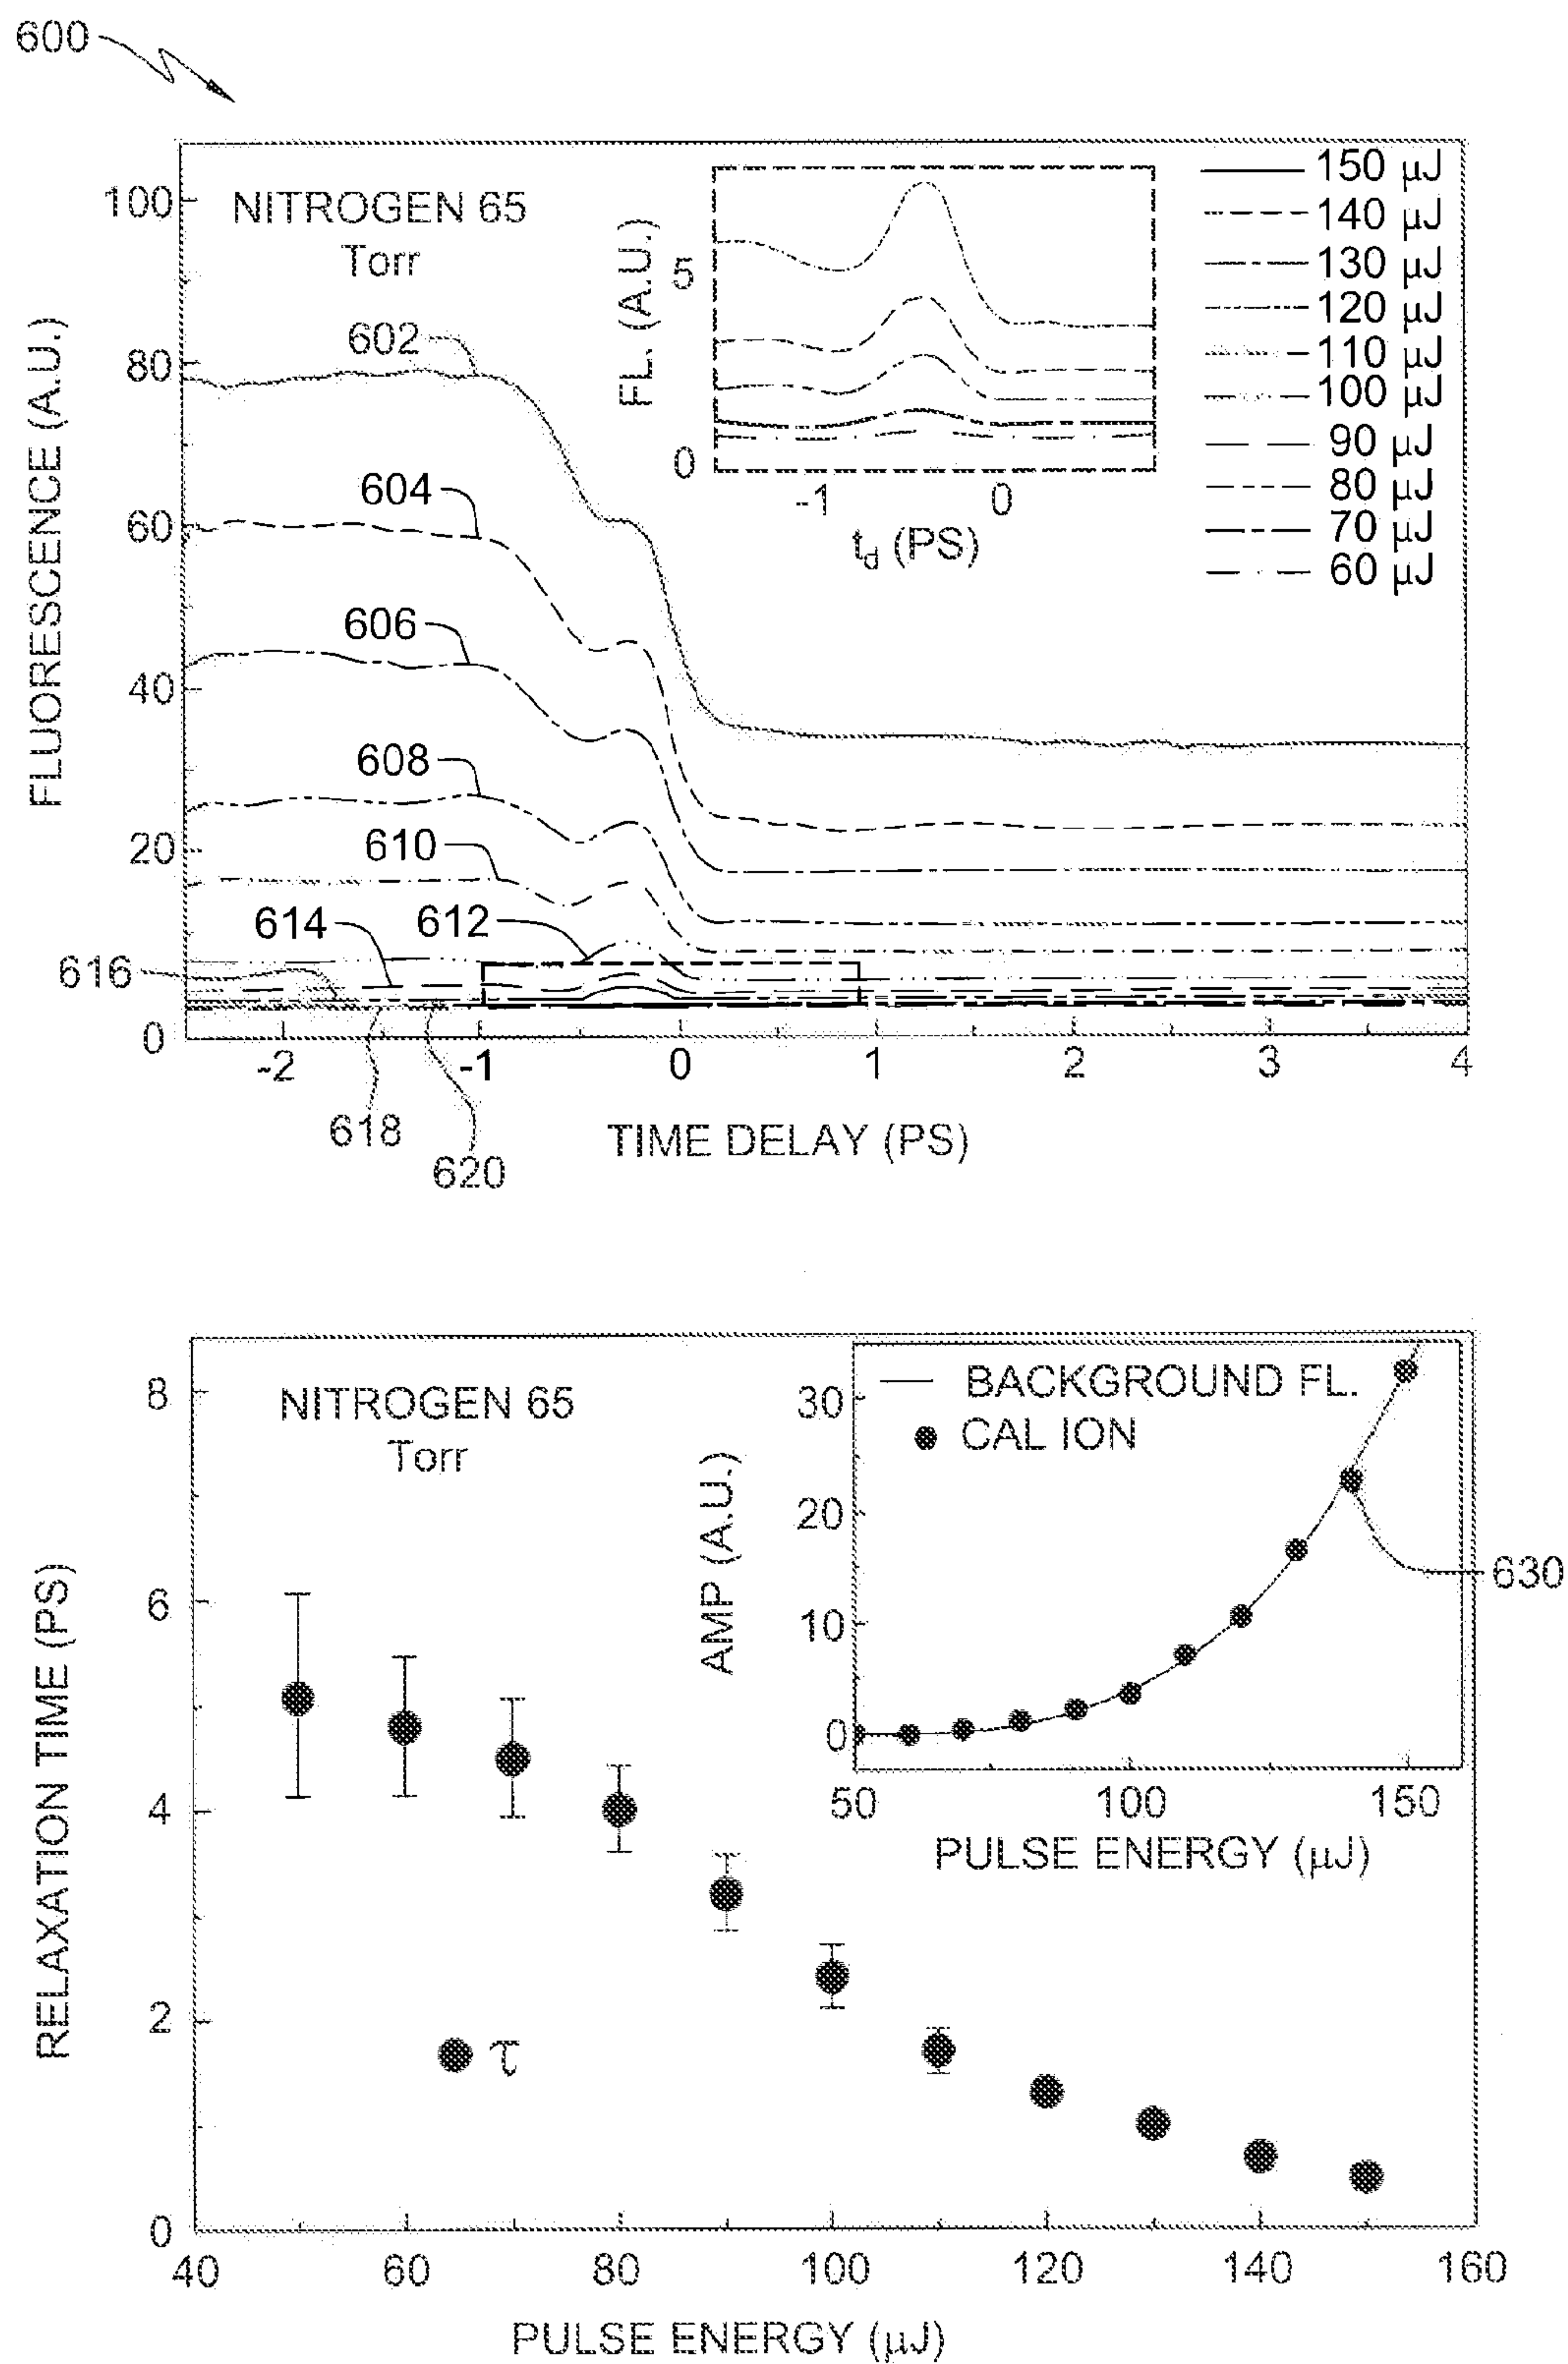 600
NITROGEN 65
Torr
FLUORESCENCE (A.U.)
100
80
60
40
20
0
602
604
606
608
610
612
614
616
618
620
-2
-1
0
1
2
3
4
TIME DELAY (PS)
FL. (A.U.)
5
0
-1
0
td (PS)
150 µJ
140 µJ
130 µJ
120 µJ
110 µJ
100 µJ
90 µJ
80 µJ
70 µJ
60 µJ
NITROGEN 65
Torr
RELAXATION TIME (PS)
8
6
4
2
0
τ
40
60
80
100
120
140
160
PULSE ENERGY (µJ)
BACKGROUND FL.
CAL ION
AMP (A.U.)
30
20
10
0
630
50
100
150
PULSE ENERGY (µJ)